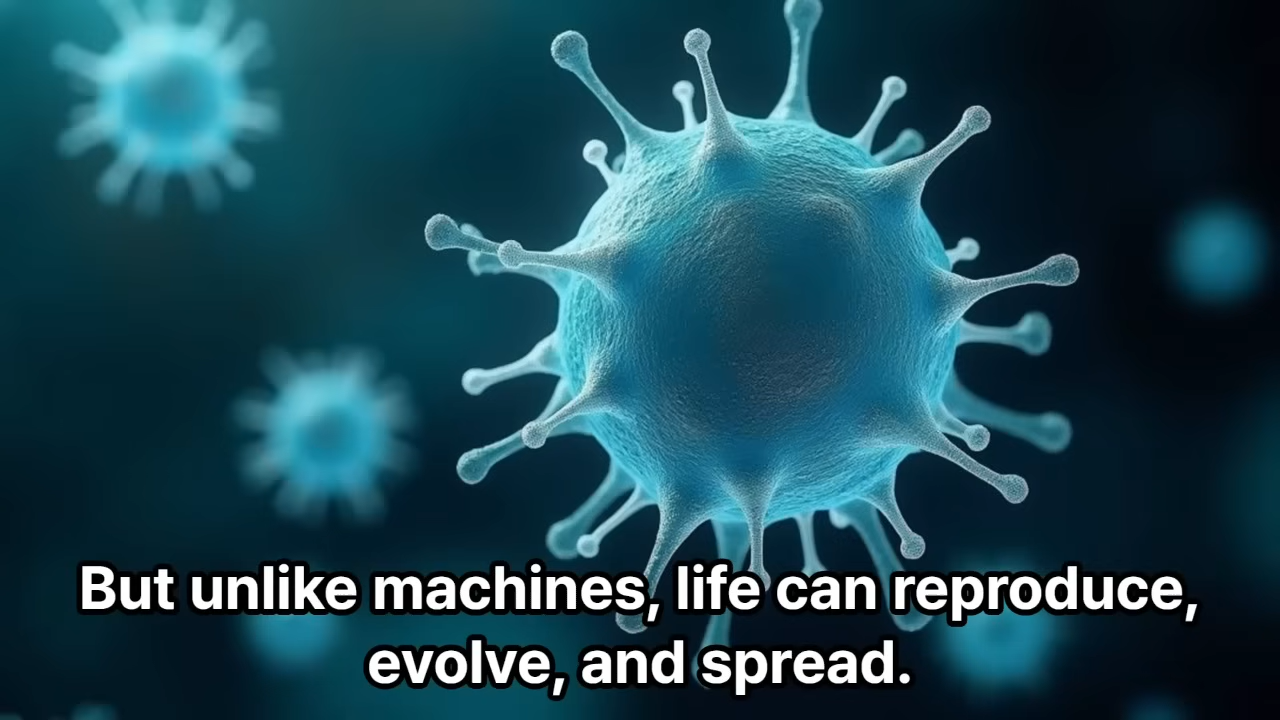 But unlike machines, life can reproduce,
evolve, and spread.